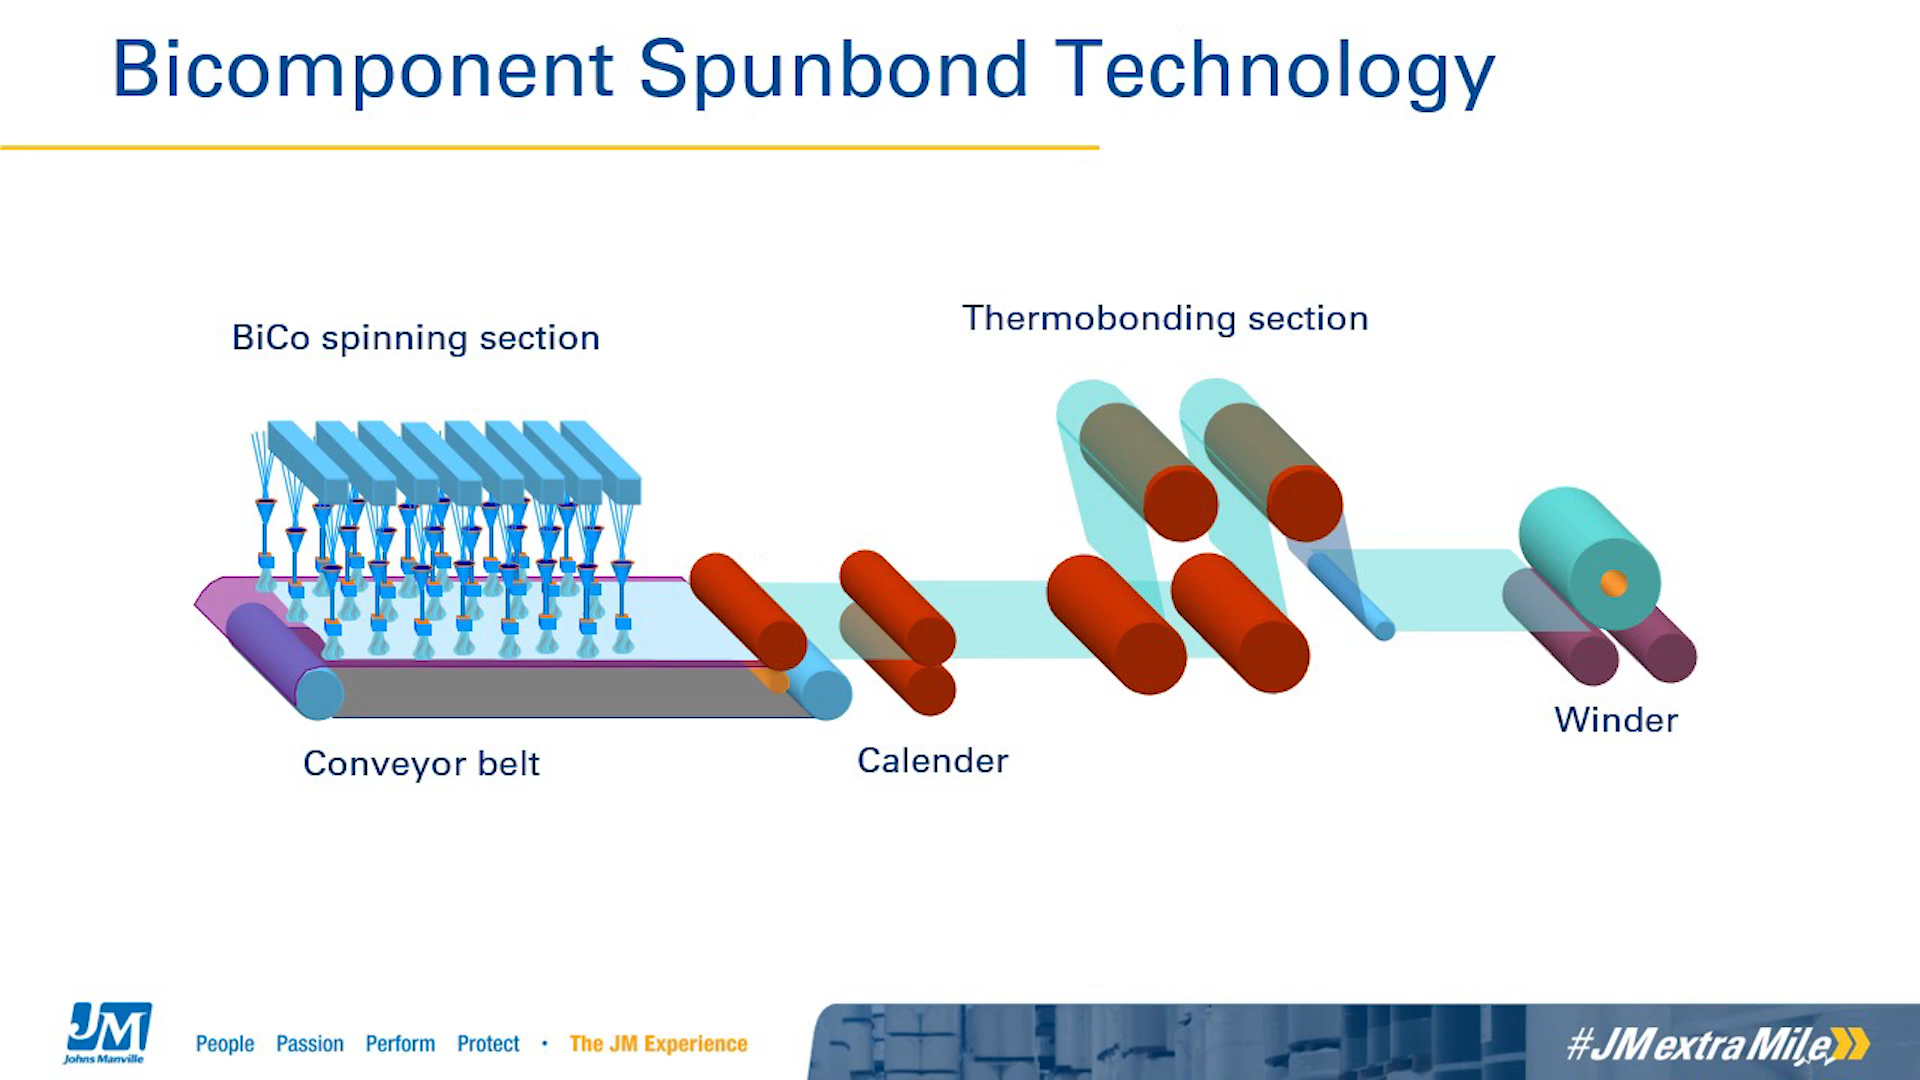 Bicomponent Spunbond Technology
Thermobonding section
BiCo spinning section
Winder
Conveyor belt
Calender
JM
Johns Manville
People Passion Perform Protect • The JM Experience
#JMextraMile